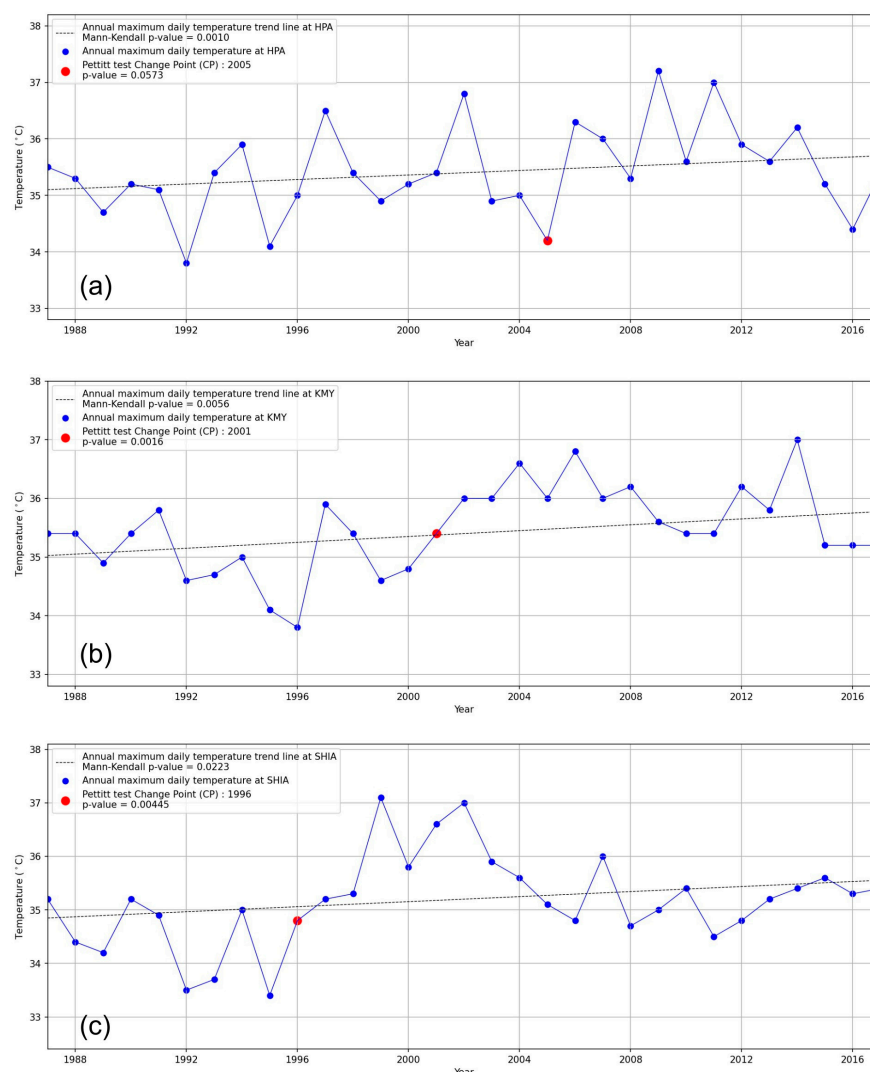 Annual maximum daily temperature trend line at HPA
Mann-Kendall p-value = 0.0010
Annual maximum daily temperature at HPA
Pettitt test Change Point (CP) : 2005
p-value = 0.0573
38
37
36
35
34
33
Temperature (°C)
(a)
1988 1992 1996 2000 2004 2008 2012 2016
Year
Annual maximum daily temperature trend line at KMY
Mann-Kendall p-value = 0.0056
Annual maximum daily temperature at KMY
Pettitt test Change Point (CP) : 2001
p-value = 0.0016
38
37
36
35
34
33
Temperature (°C)
(b)
1988 1992 1996 2000 2004 2008 2012 2016
Year
Annual maximum daily temperature trend line at SHIA
Mann-Kendall p-value = 0.0223
Annual maximum daily temperature at SHIA
Pettitt test Change Point (CP) : 1996
p-value = 0.00445
38
37
36
35
34
33
Temperature (°C)
(c)
1988 1992 1996 2000 2004 2008 2012 2016
Year